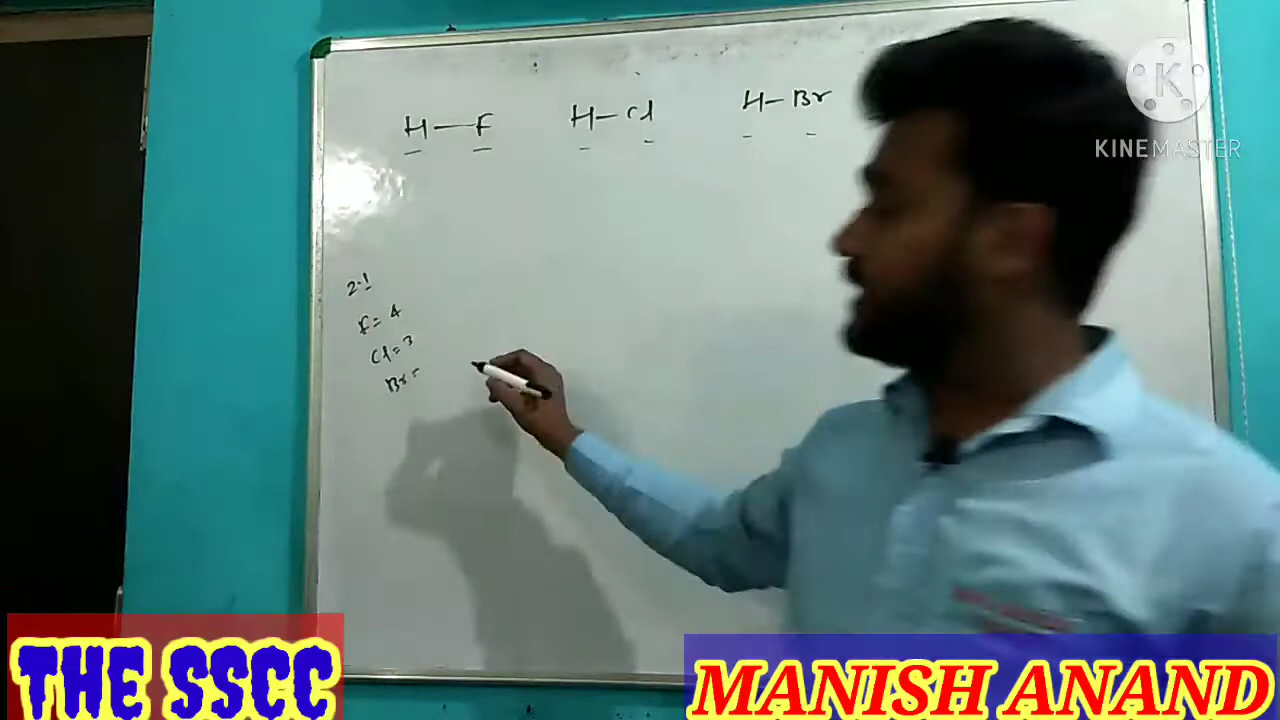 H-F H-Cl H-Br
2.1
F= 4
Cl=3
Br=
K
KINEMASTER
THE SSCC
MANISH ANAND